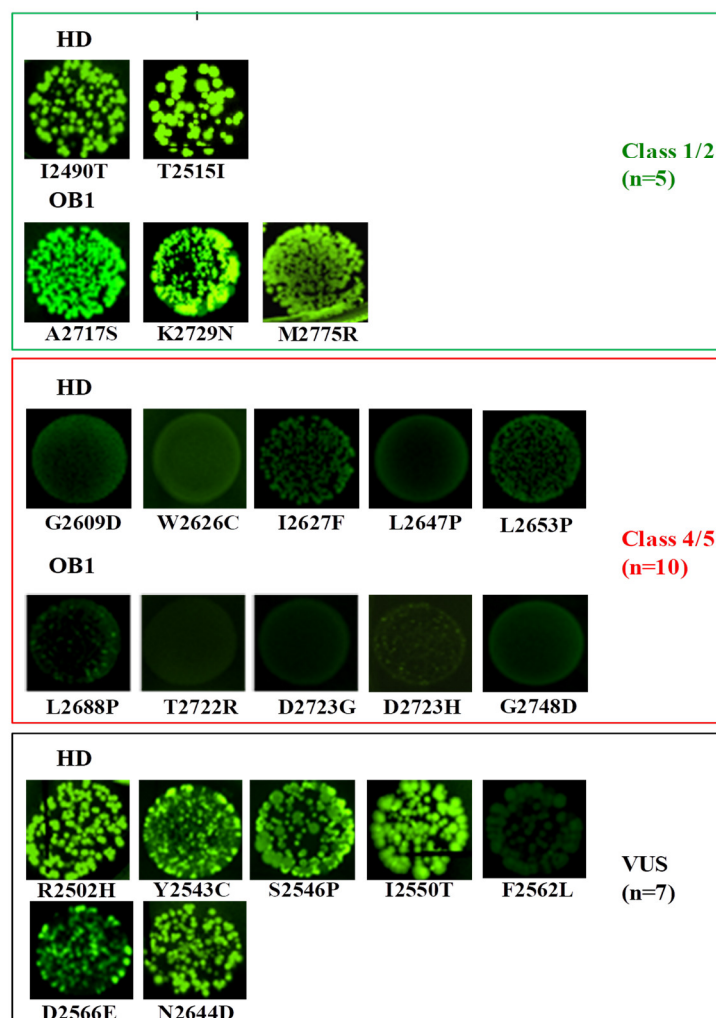 HD
I2490T T2515I
OB1
A2717S K2729N M2775R
Class 1/2
(n=5)
HD
G2609D W2626C I2627F L2647P L2653P
OB1
L2688P T2722R D2723G D2723H G2748D
Class 4/5
(n=10)
HD
R2502H Y2543C S2546P I2550T F2562L
D2566E N2644D
VUS
(n=7)